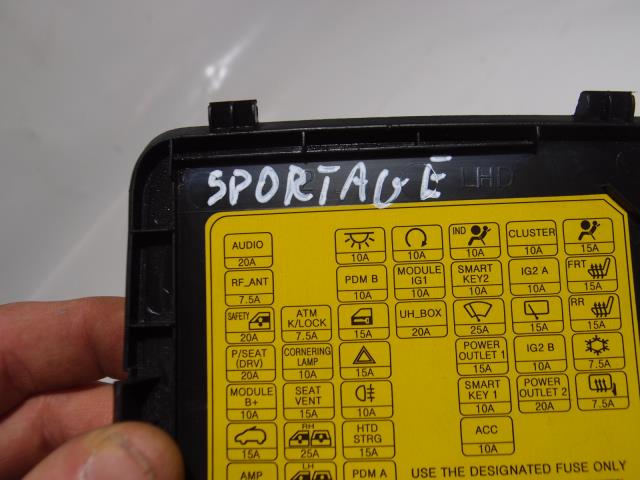 SPORTAGE
LHD
AUDIO
20A
10A
10A
IND
10A
CLUSTER
10A
15A
RF_ANT
7.5A
PDM B
10A
MODULE
IG1
10A
SMART
KEY2
10A
IG2 A
10A
FRT
15A
SAFETY
20A
ATM
K/LOCK
7.5A
15A
UH_BOX
20A
25A
15A
RR
15A
P/SEAT
(DRV)
20A
CORNERING
LAMP
10A
15A
POWER
OUTLET 1
15A
IG2 B
10A
7.5A
MODULE
B+
10A
SEAT
VENT
15A
10A
SMART
KEY 1
10A
POWER
OUTLET 2
20A
7.5A
15A
RH
25A
HTD
STRG
15A
ACC
10A
AMP
LH
PDM A
USE THE DESIGNATED FUSE ONLY